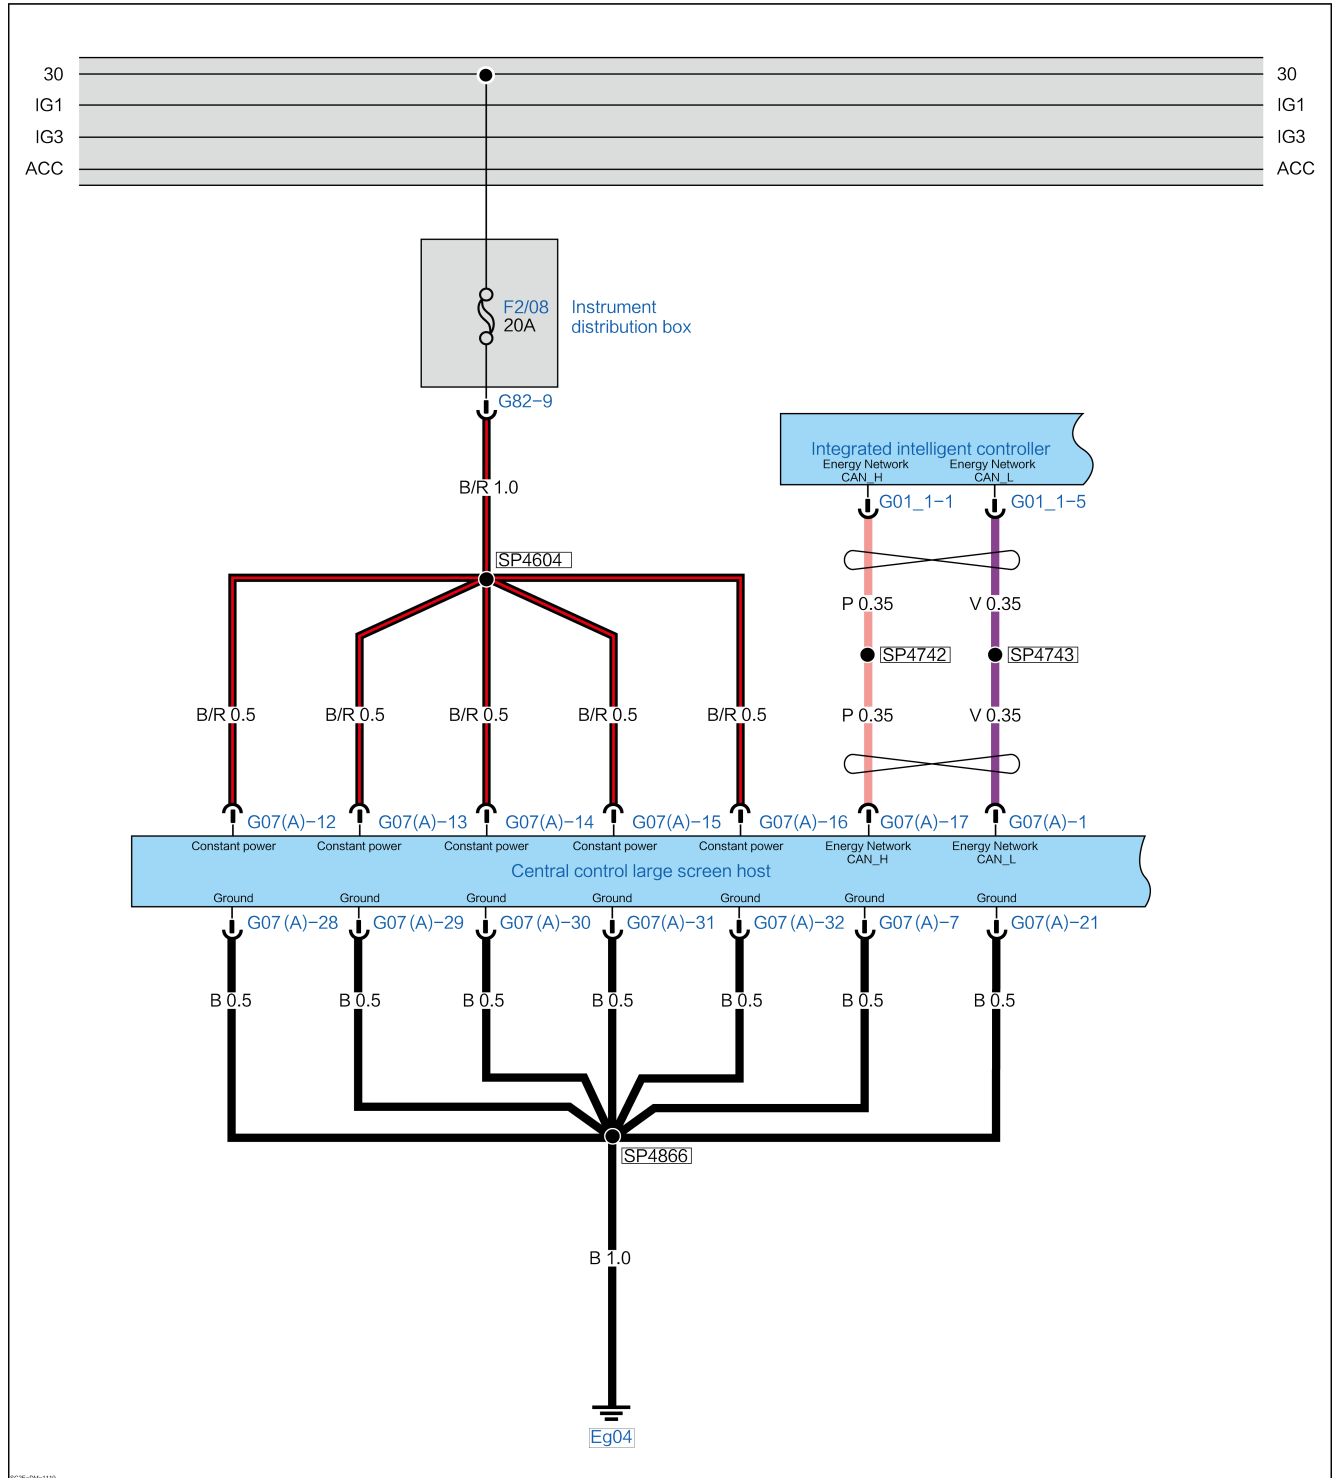 30 30
IG1 IG1
IG3 IG3
ACC ACC
F2/08
20A
Instrument
distribution box
G82-9
Integrated intelligent controller
Energy Network Energy Network
CAN_H CAN_L
G01_1-1 G01_1-5
B/R 1.0
SP4604
P 0.35 V 0.35
SP4742 SP4743
B/R 0.5 B/R 0.5 B/R 0.5 B/R 0.5 B/R 0.5 P 0.35 V 0.35
G07(A)-12 G07(A)-13 G07(A)-14 G07(A)-15 G07(A)-16 G07(A)-17 G07(A)-1
Constant power Constant power Constant power Constant power Constant power Energy Network Energy Network
CAN_H CAN_L
Central control large screen host
Ground Ground Ground Ground Ground Ground Ground
G07(A)-28 G07(A)-29 G07(A)-30 G07(A)-31 G07(A)-32 G07(A)-7 G07(A)-21
B 0.5 B 0.5 B 0.5 B 0.5 B 0.5 B 0.5 B 0.5
SP4866
B 1.0
Eg04